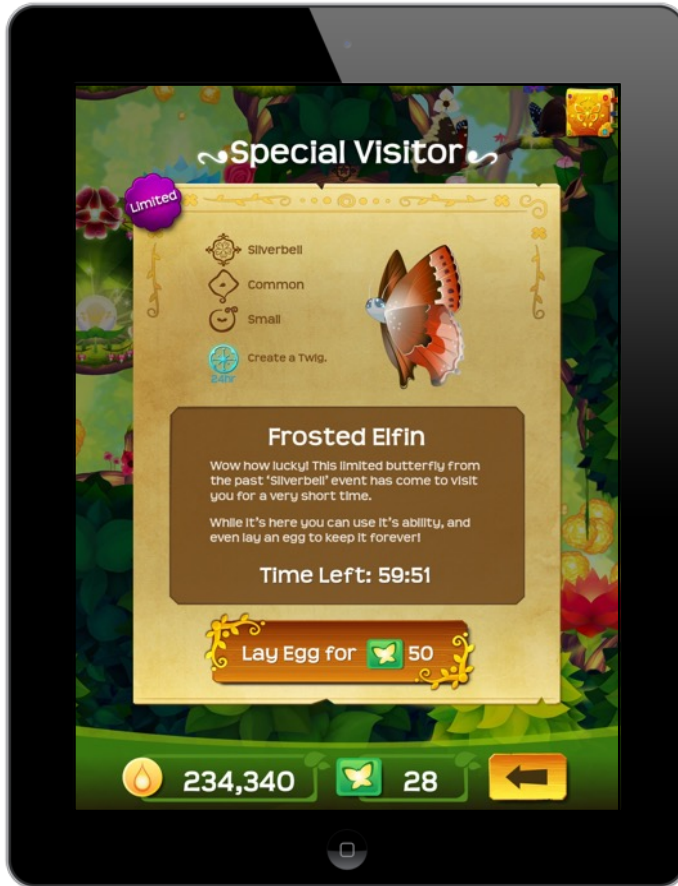 Special Visitor
Limited
Silverbell
Common
Small
24hr
Create a Twig.
Frosted Elfin
Wow how lucky! This limited butterfly from
the past 'Silverbell' event has come to visit
you for a very short time.
While it's here you can use it's ability, and
even lay an egg to keep it forever!
Time Left: 59:51
Lay Egg for 50
234,340
28